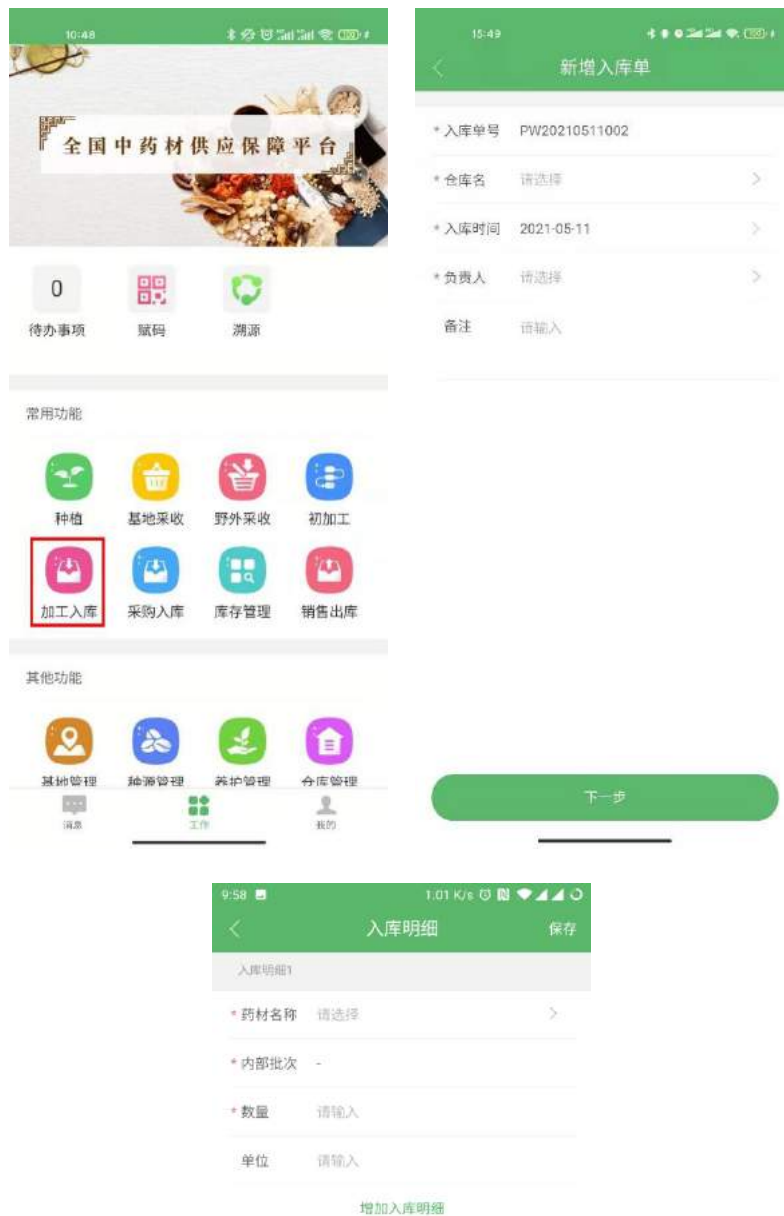 10:48
全国中药材供应保障平台
0
待办事项 赋码 溯源
常用功能
种植 基地采收 野外采收 初加工
加工入库 采购入库 库存管理 销售出库
其他功能
基地管理 种源管理 养护管理 仓库管理
消息 工作 我的
15:49
新增入库单
* 入库单号 PW20210511002
* 仓库名 请选择
* 入库时间 2021-05-11
* 负责人 请选择
备注 请输入
下一步
9:58 1.01 K/s
入库明细 保存
入库明细1
* 药材名称 请选择
* 内部批次 -
* 数量 请输入
单位 请输入
增加入库明细